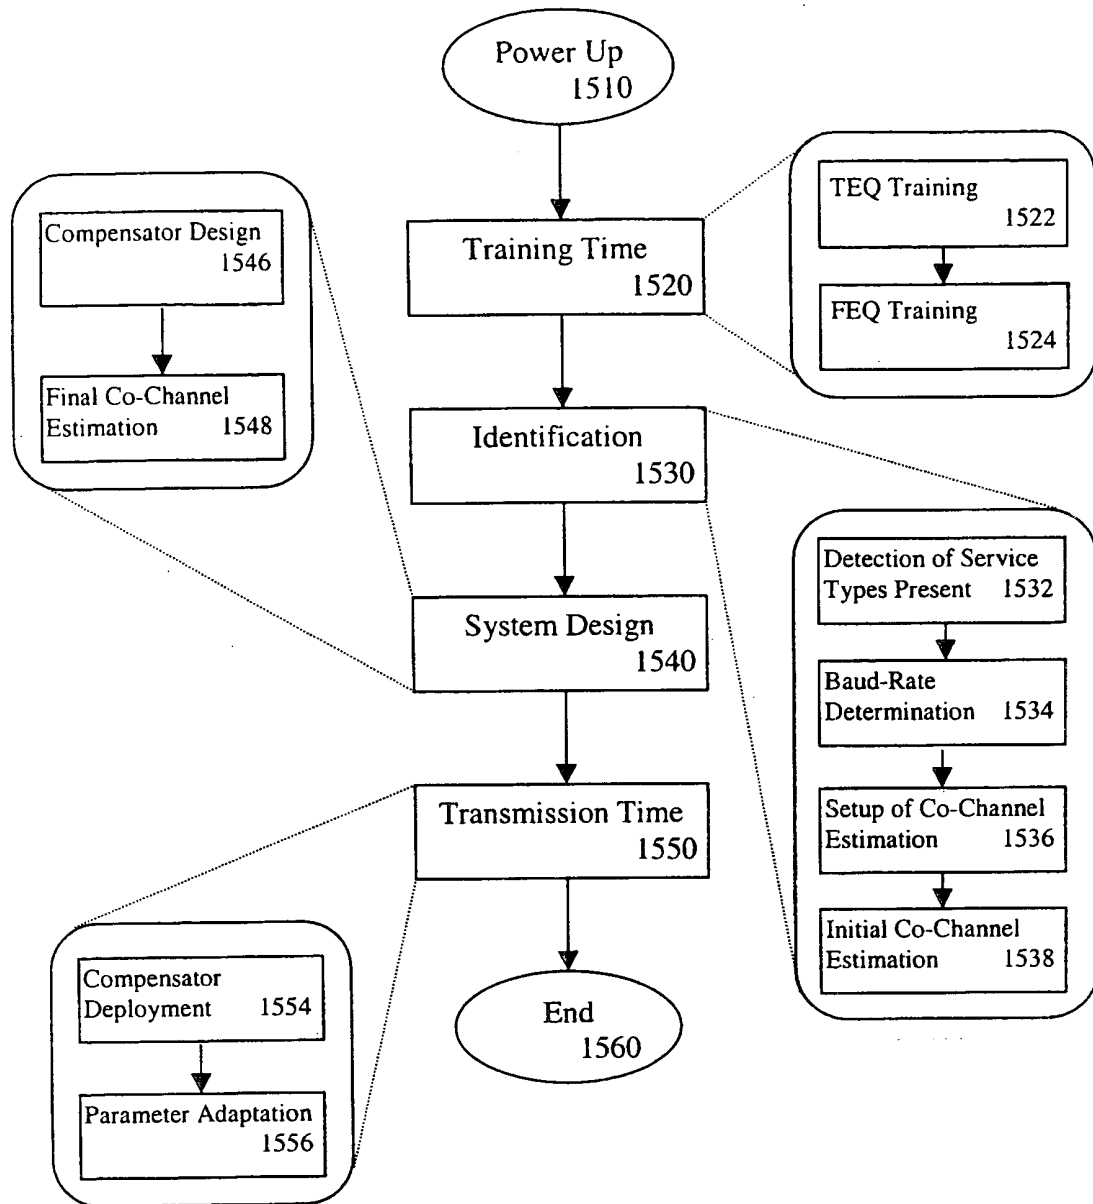 Power Up
1510
Training Time
1520
TEQ Training
1522
FEQ Training
1524
Compensator Design
1546
Final Co-Channel
Estimation 1548
Identification
1530
Detection of Service
Types Present 1532
Baud-Rate
Determination 1534
Setup of Co-Channel
Estimation 1536
Initial Co-Channel
Estimation 1538
System Design
1540
Transmission Time
1550
Compensator
Deployment 1554
Parameter Adaptation
1556
End
1560